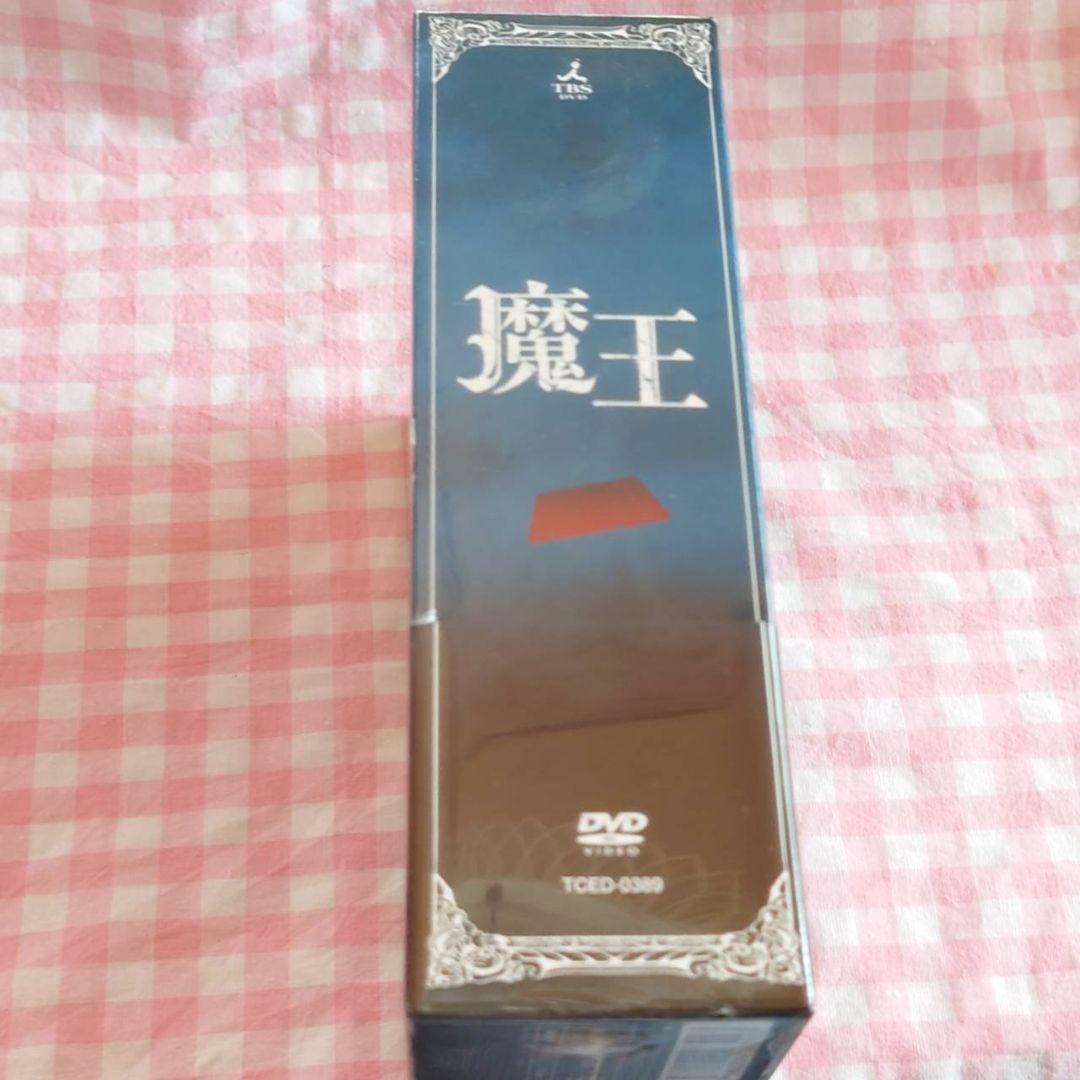 TBS
DVD
魔王
DVD
VIDEO
TCED-0389